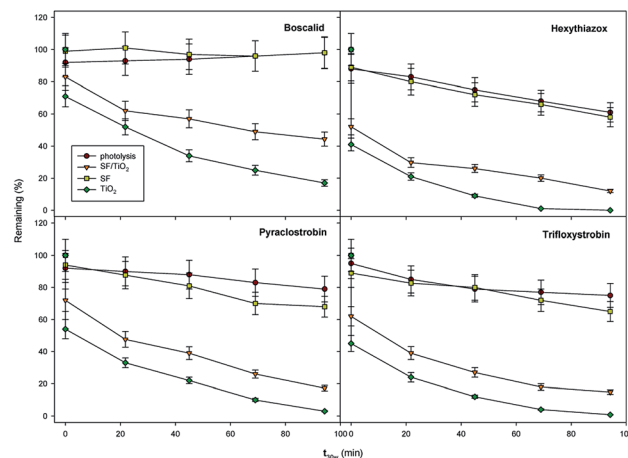 Boscalid
Hexythiazox
120
100
80
60
40
20
0
photolysis
SF/TiO2
SF
TiO2
Remaining (%)
Pyraclostrobin
Trifloxystrobin
120
100
80
60
40
20
0
0 20 40 60 80 100 0 20 40 60 80 100
t30w (min)